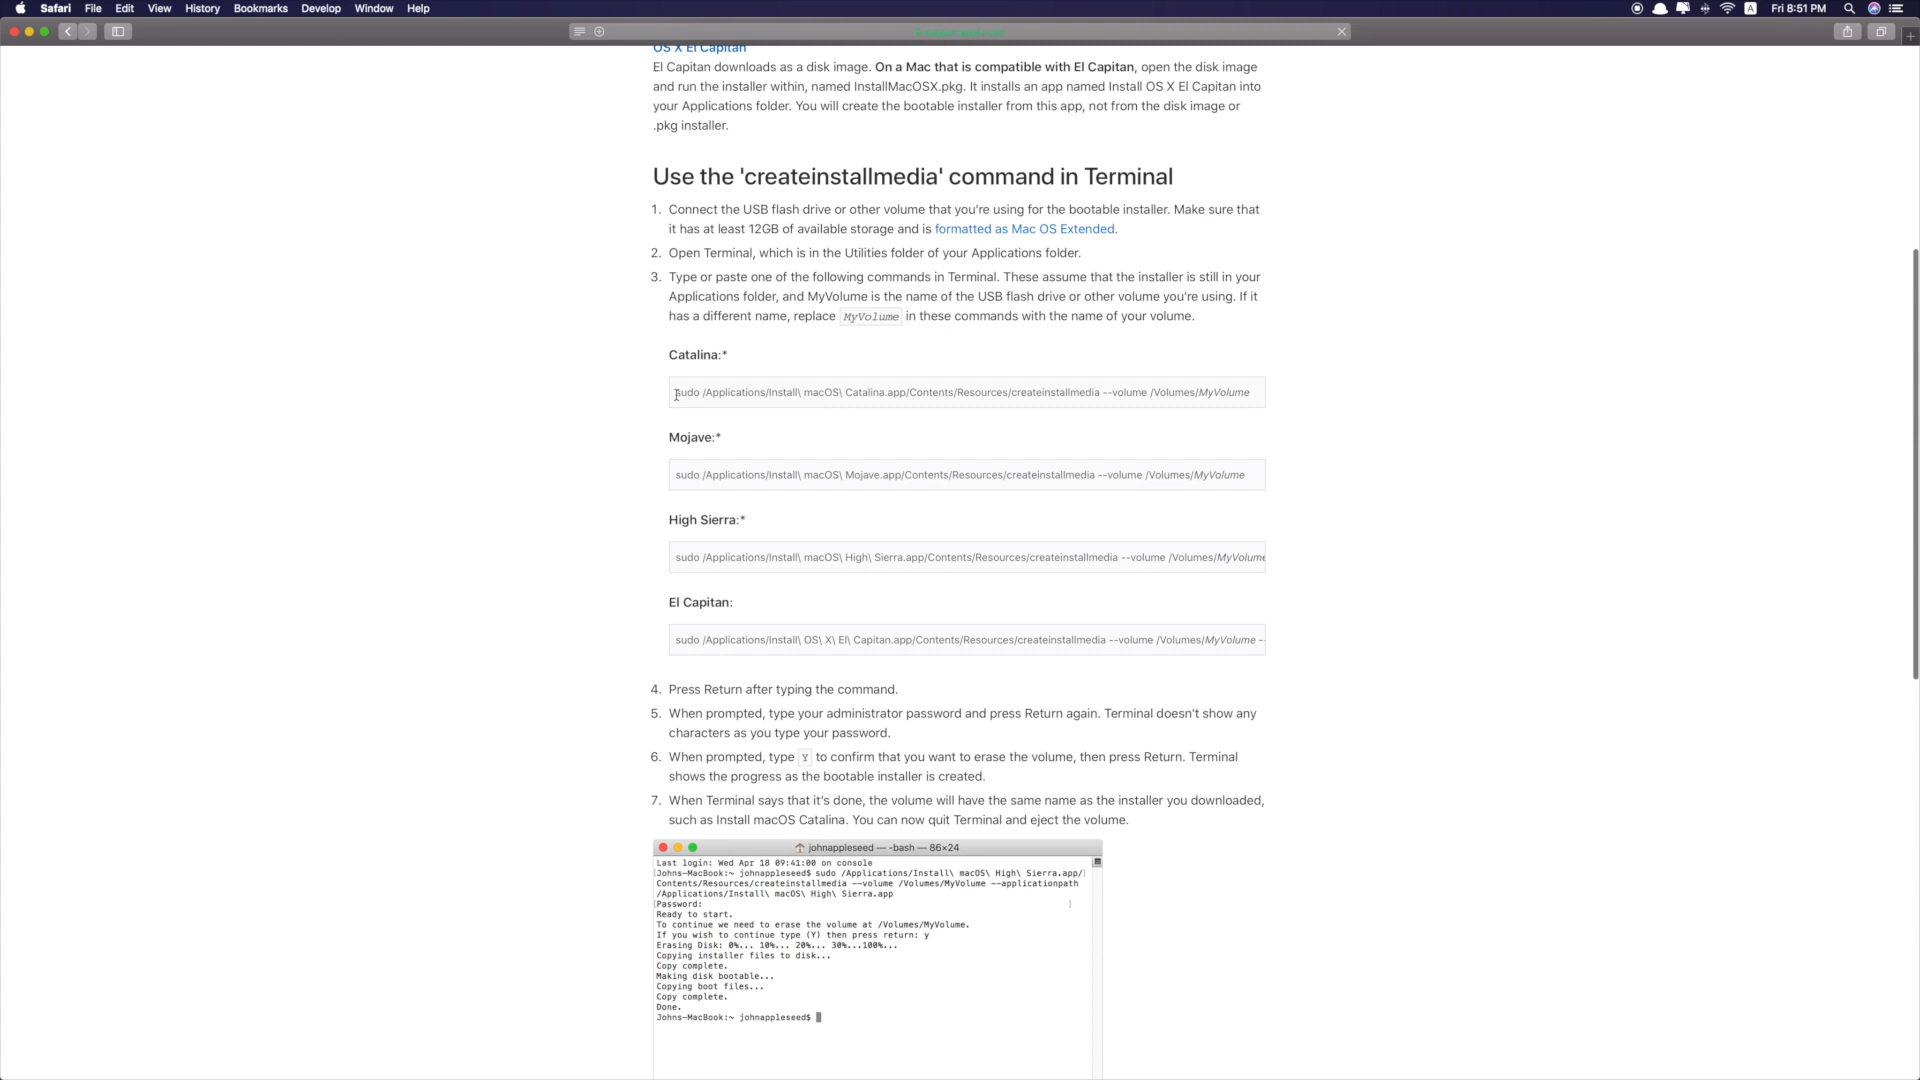 Safari File Edit View History Bookmarks Develop Window Help A Fri 8:51 PM
OS X El Capitan
El Capitan downloads as a disk image. On a Mac that is compatible with El Capitan, open the disk image
and run the installer within, named InstallMacOSX.pkg. It installs an app named Install OS X El Capitan into
your Applications folder. You will create the bootable installer from this app, not from the disk image or
.pkg installer.
Use the 'createinstallmedia' command in Terminal
1. Connect the USB flash drive or other volume that you're using for the bootable installer. Make sure that
it has at least 12GB of available storage and is formatted as Mac OS Extended.
2. Open Terminal, which is in the Utilities folder of your Applications folder.
3. Type or paste one of the following commands in Terminal. These assume that the installer is still in your
Applications folder, and MyVolume is the name of the USB flash drive or other volume you're using. If it
has a different name, replace MyVolume in these commands with the name of your volume.
Catalina:*
sudo /Applications/Install\ macOS\ Catalina.app/Contents/Resources/createinstallmedia --volume /Volumes/MyVolume
Mojave:*
sudo /Applications/Install\ macOS\ Mojave.app/Contents/Resources/createinstallmedia --volume /Volumes/MyVolume
High Sierra:*
sudo /Applications/Install\ macOS\ High\ Sierra.app/Contents/Resources/createinstallmedia --volume /Volumes/MyVolume
El Capitan:
sudo /Applications/Install\ OS\ X\ El\ Capitan.app/Contents/Resources/createinstallmedia --volume /Volumes/MyVolume -
4. Press Return after typing the command.
5. When prompted, type your administrator password and press Return again. Terminal doesn't show any
characters as you type your password.
6. When prompted, type Y to confirm that you want to erase the volume, then press Return. Terminal
shows the progress as the bootable installer is created.
7. When Terminal says that it's done, the volume will have the same name as the installer you downloaded,
such as Install macOS Catalina. You can now quit Terminal and eject the volume.
johnappleseed — -bash — 86×24
Last login: Wed Apr 18 09:41:00 on console
[Johns-MacBook:~ johnappleseed$ sudo /Applications/Install\ macOS\ High\ Sierra.app/]
Contents/Resources/createinstallmedia --volume /Volumes/MyVolume --applicationpath
/Applications/Install\ macOS\ High\ Sierra.app
[Password: ]
Ready to start.
To continue we need to erase the volume at /Volumes/MyVolume.
If you wish to continue type (Y) then press return: y
Erasing Disk: 0%... 10%... 20%... 30%...100%...
Copying installer files to disk...
Copy complete.
Making disk bootable...
Copying boot files...
Copy complete.
Done.
Johns-MacBook:~ johnappleseed$